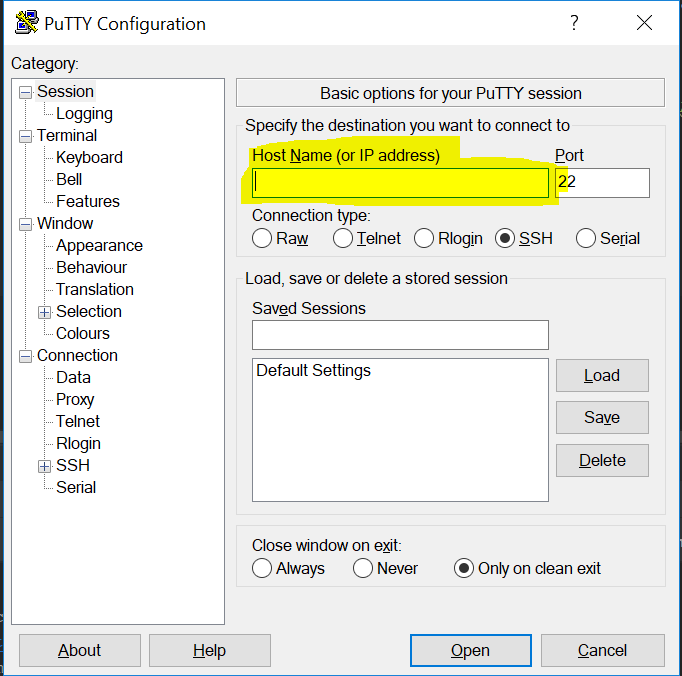 PuTTY Configuration
?
Category:
Session
Logging
Terminal
Keyboard
Bell
Features
Window
Appearance
Behaviour
Translation
Selection
Colours
Connection
Data
Proxy
Telnet
Rlogin
SSH
Serial
Basic options for your PuTTY session
Specify the destination you want to connect to
Host Name (or IP address) Port
22
Connection type:
Raw Telnet Rlogin SSH Serial
Load, save or delete a stored session
Saved Sessions
Default Settings
Load
Save
Delete
Close window on exit:
Always Never Only on clean exit
About Help Open Cancel